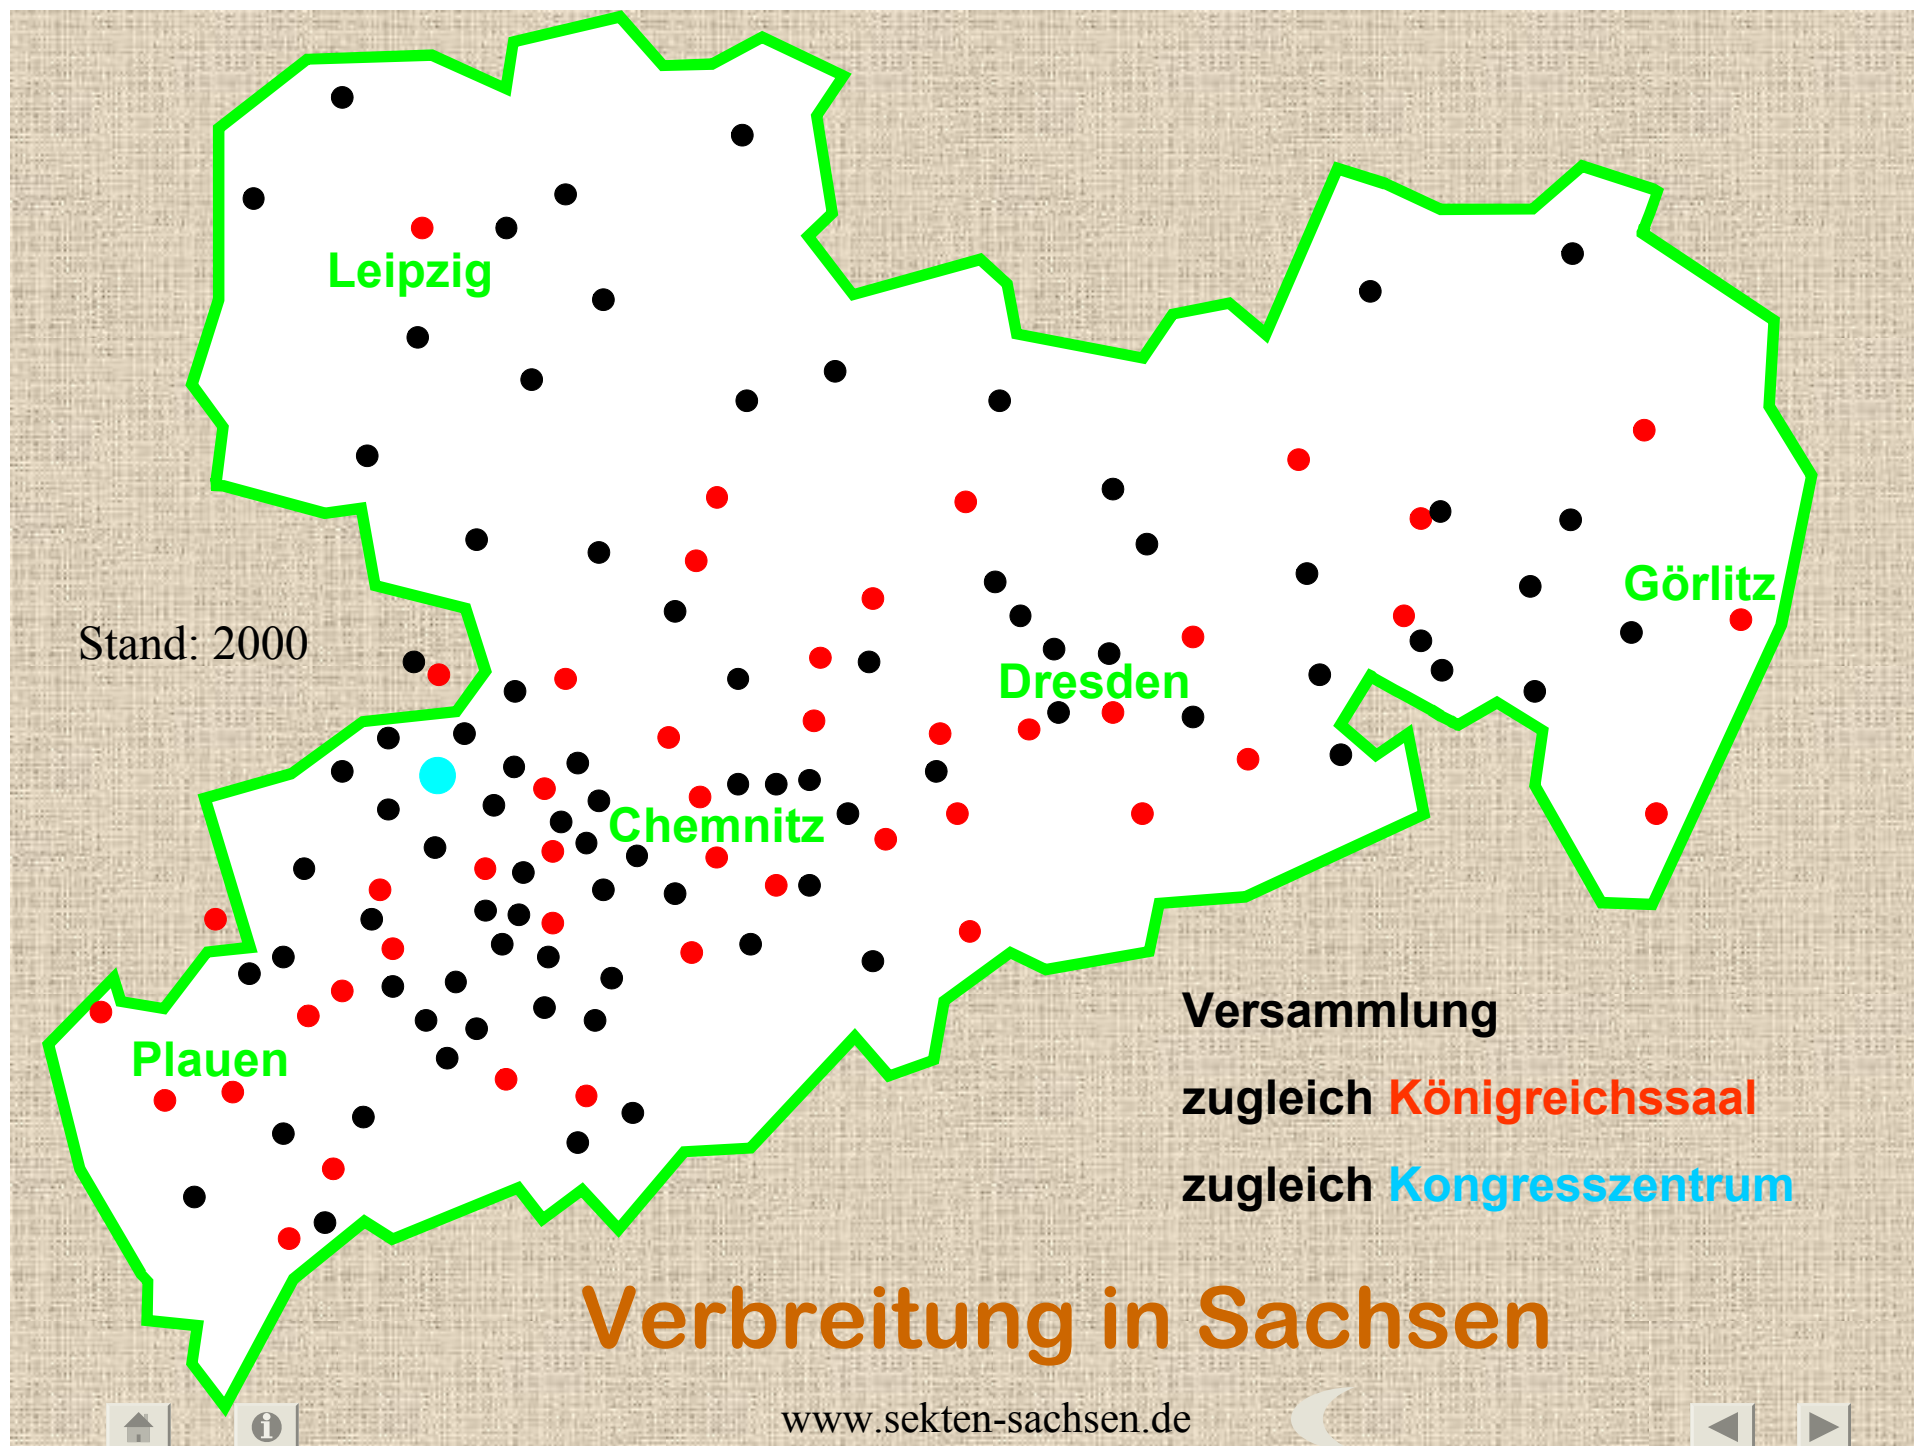 Leipzig
Görlitz
Stand: 2000
Dresden
Chemnitz
Plauen
Versammlung
zugleich Königreichssaal
zugleich Kongresszentrum
Verbreitung in Sachsen
www.sekten-sachsen.de